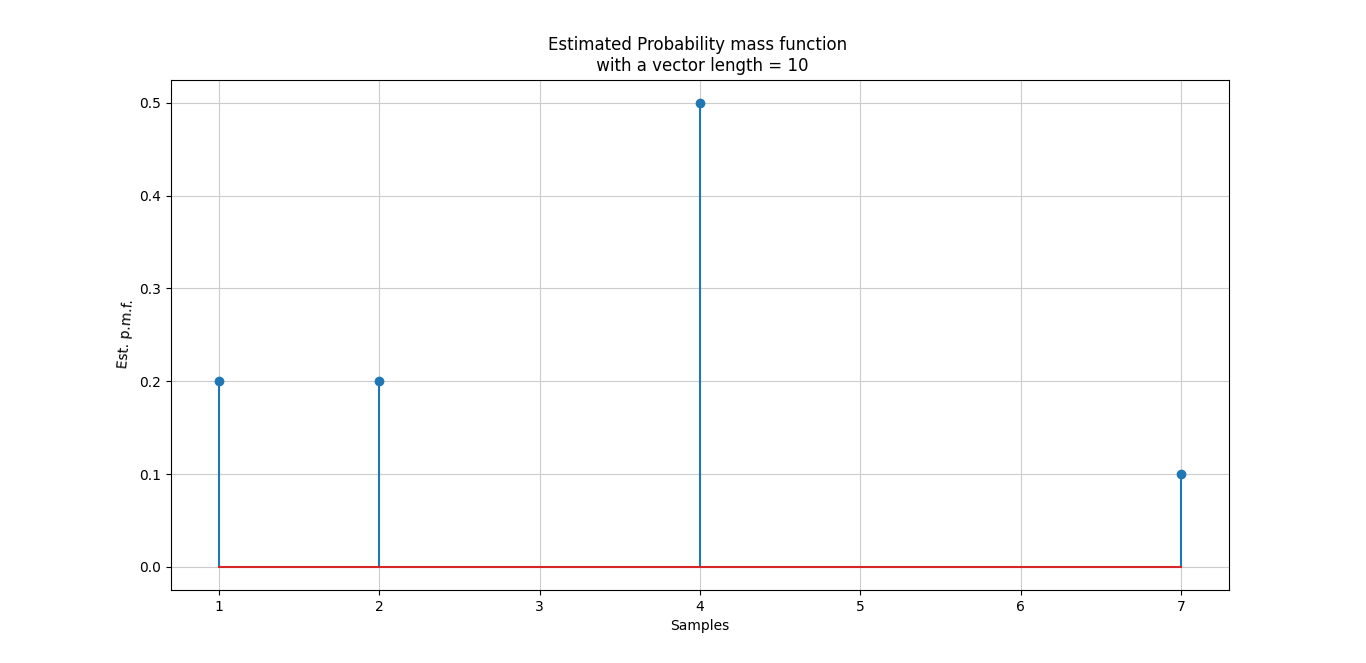 Estimated Probability mass function
with a vector length = 10
0.5
0.4
0.3
0.2
0.1
0.0
Est. p.m.f.
1 2 3 4 5 6 7
Samples